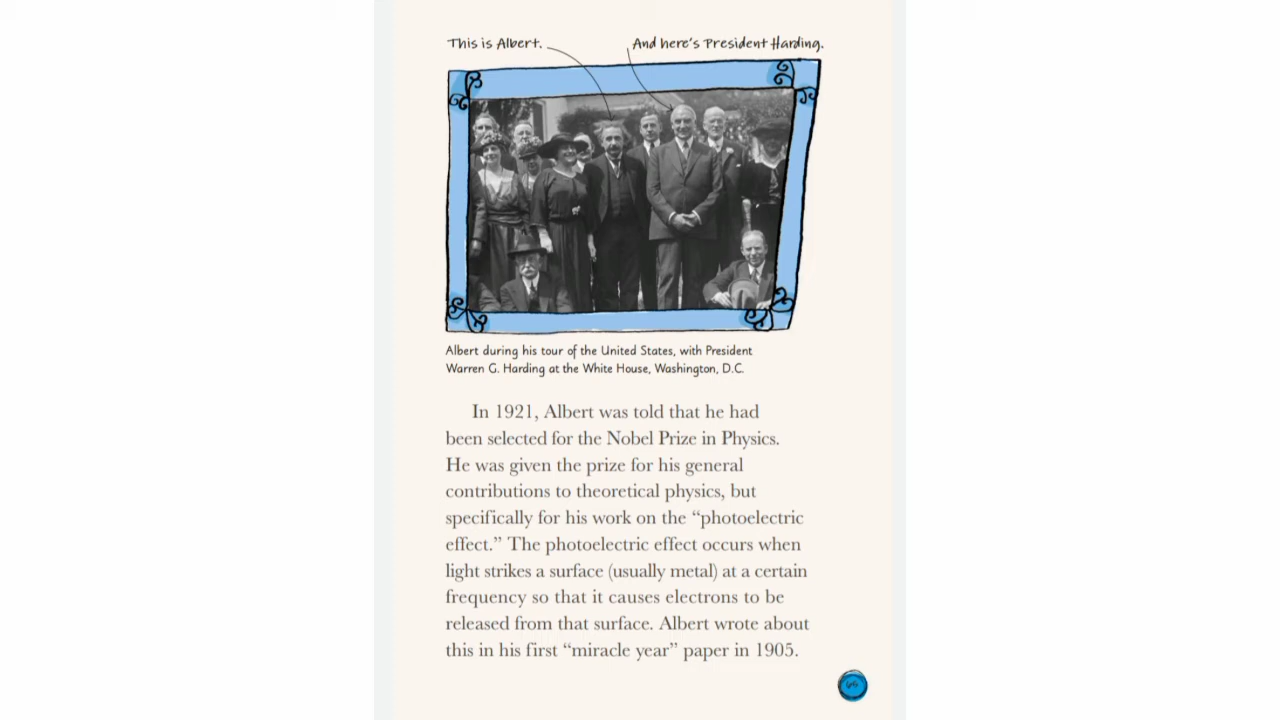 This is Albert.
And here's President Harding.
Albert during his tour of the United States, with President
Warren G. Harding at the White House, Washington, D.C.
In 1921, Albert was told that he had
been selected for the Nobel Prize in Physics.
He was given the prize for his general
contributions to theoretical physics, but
specifically for his work on the “photoelectric
effect.” The photoelectric effect occurs when
light strikes a surface (usually metal) at a certain
frequency so that it causes electrons to be
released from that surface. Albert wrote about
this in his first “miracle year” paper in 1905.